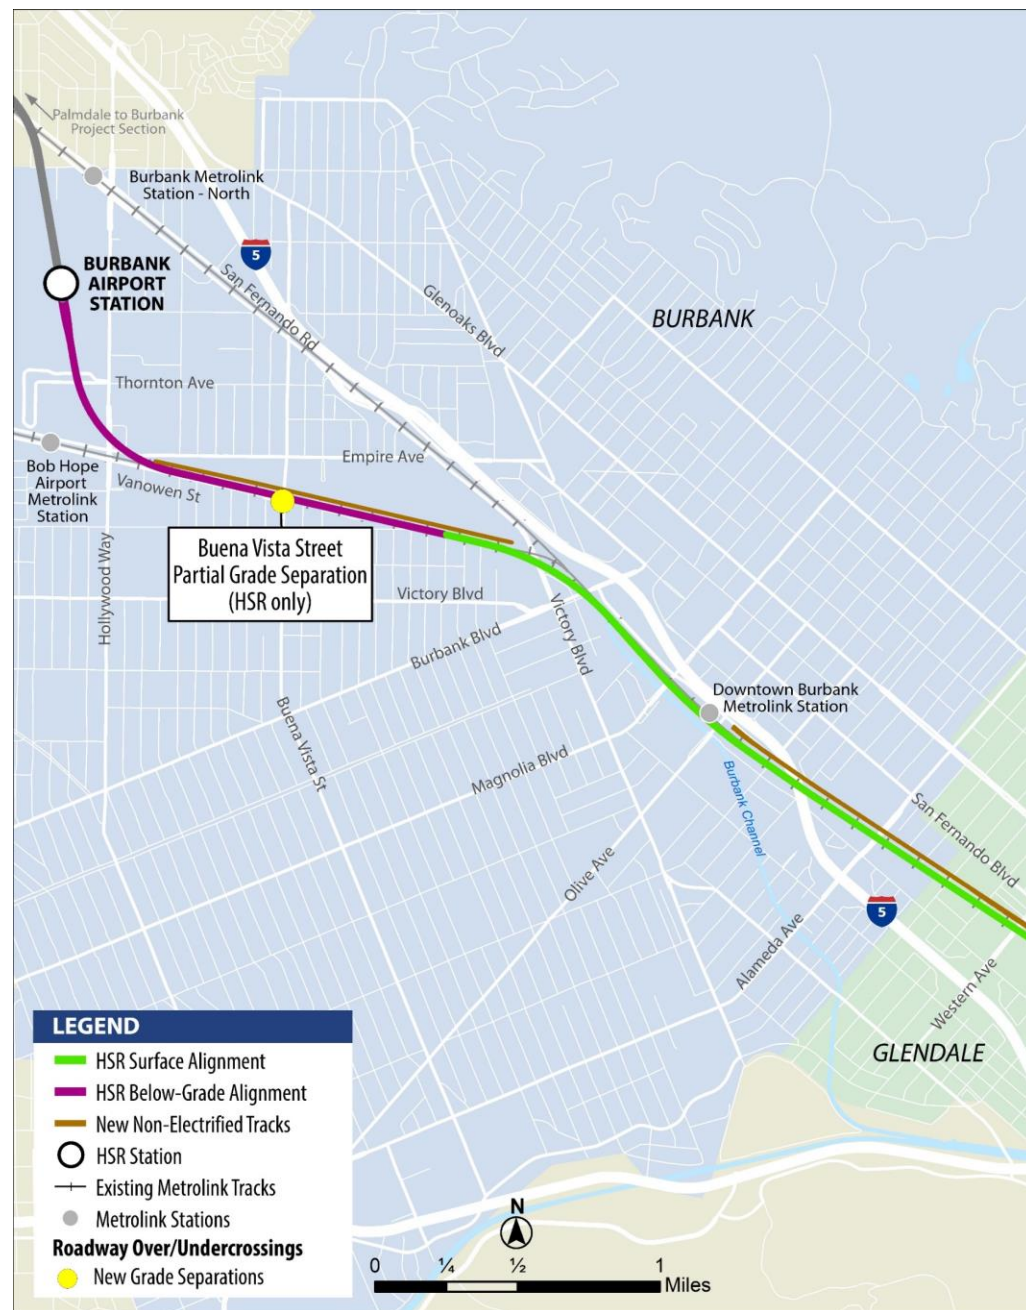 Palmdale to Burbank
Project Section
Burbank Metrolink
Station - North
5
BURBANK
AIRPORT
STATION
San Fernando Rd
Glenoaks Blvd
BURBANK
Thornton Ave
Empire Ave
Bob Hope
Airport
Metrolink
Station
Vanowen St
Buena Vista Street
Partial Grade Separation
(HSR only)
Hollywood Way
Victory Blvd
Burbank Blvd
Victory Blvd
Downtown Burbank
Metrolink Station
Buena Vista St
Magnolia Blvd
Burbank Channel
San Fernando Blvd
Olive Ave
5
Alameda Ave
Western Ave
GLENDALE
LEGEND
HSR Surface Alignment
HSR Below-Grade Alignment
New Non-Electrified Tracks
HSR Station
Existing Metrolink Tracks
Metrolink Stations
Roadway Over/Undercrossings
New Grade Separations
N
0 ¼ ½ 1
Miles